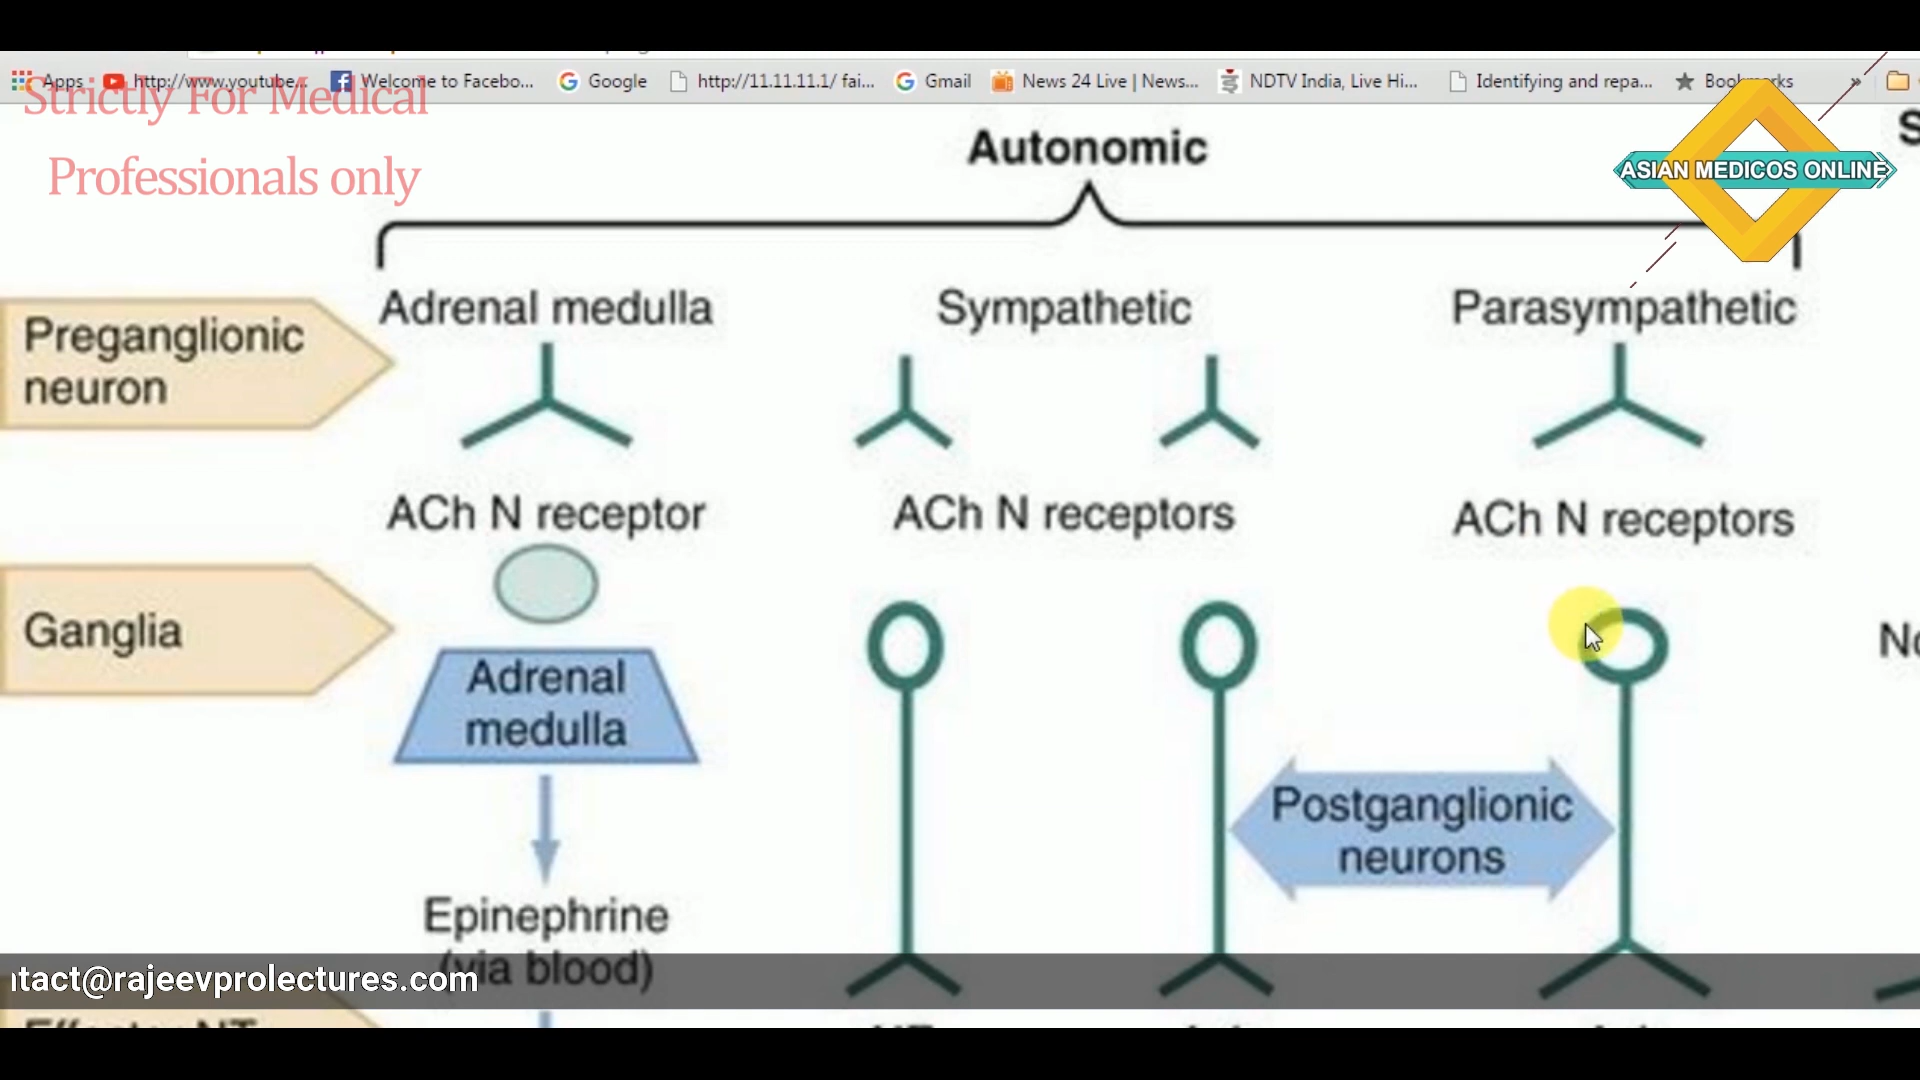 Apps
http://www.youtube...
Welcome to Facebo...
Google
http://11.11.11.1/ fai...
Gmail
News 24 Live | News...
NDTV India, Live Hi...
Identifying and repa...
»
Strictly For Medical
Professionals only
ASIAN MEDICOS ONLINE
Autonomic
Preganglionic
neuron
Adrenal medulla
Sympathetic
Parasympathetic
ACh N receptor
ACh N receptors
ACh N receptors
Ganglia
Adrenal
medulla
Postganglionic
neurons
Epinephrine
(via blood)
tact@rajeevprolectures.com